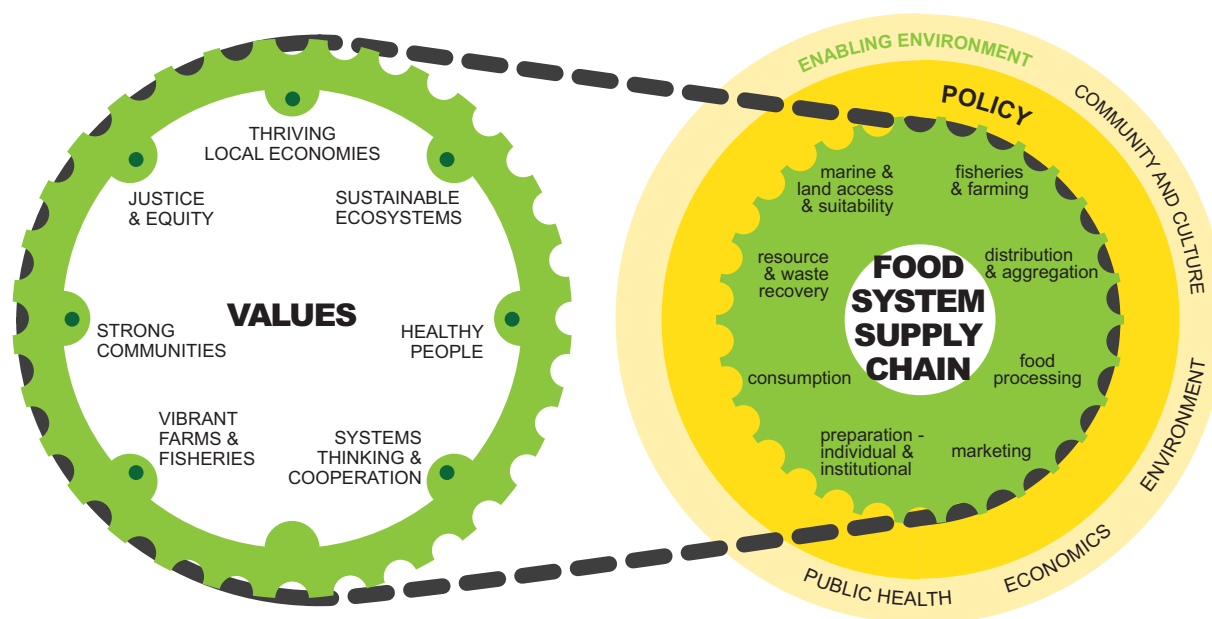 THRIVING
LOCAL ECONOMIES
JUSTICE
& EQUITY
SUSTAINABLE
ECOSYSTEMS
VALUES
STRONG
COMMUNITIES
HEALTHY
PEOPLE
VIBRANT
FARMS &
FISHERIES
SYSTEMS
THINKING &
COOPERATION
ENABLING ENVIRONMENT
POLICY
COMMUNITY AND CULTURE
ENVIRONMENT
ECONOMICS
PUBLIC HEALTH
marine &
land access
& suitability
fisheries
& farming
resource
& waste
recovery
distribution
& aggregation
FOOD
SYSTEM
SUPPLY
CHAIN
consumption
food
processing
preparation -
individual &
institutional
marketing